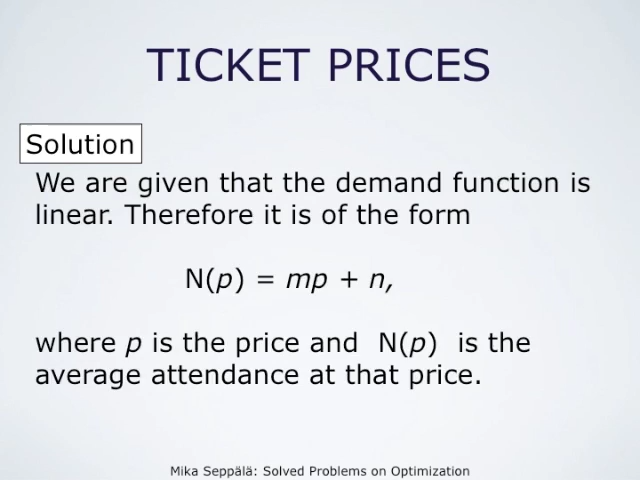 TICKET PRICES
Solution
We are given that the demand function is
linear. Therefore it is of the form
N(p) = mp + n,
where p is the price and N(p) is the
average attendance at that price.
Mika Seppälä: Solved Problems on Optimization